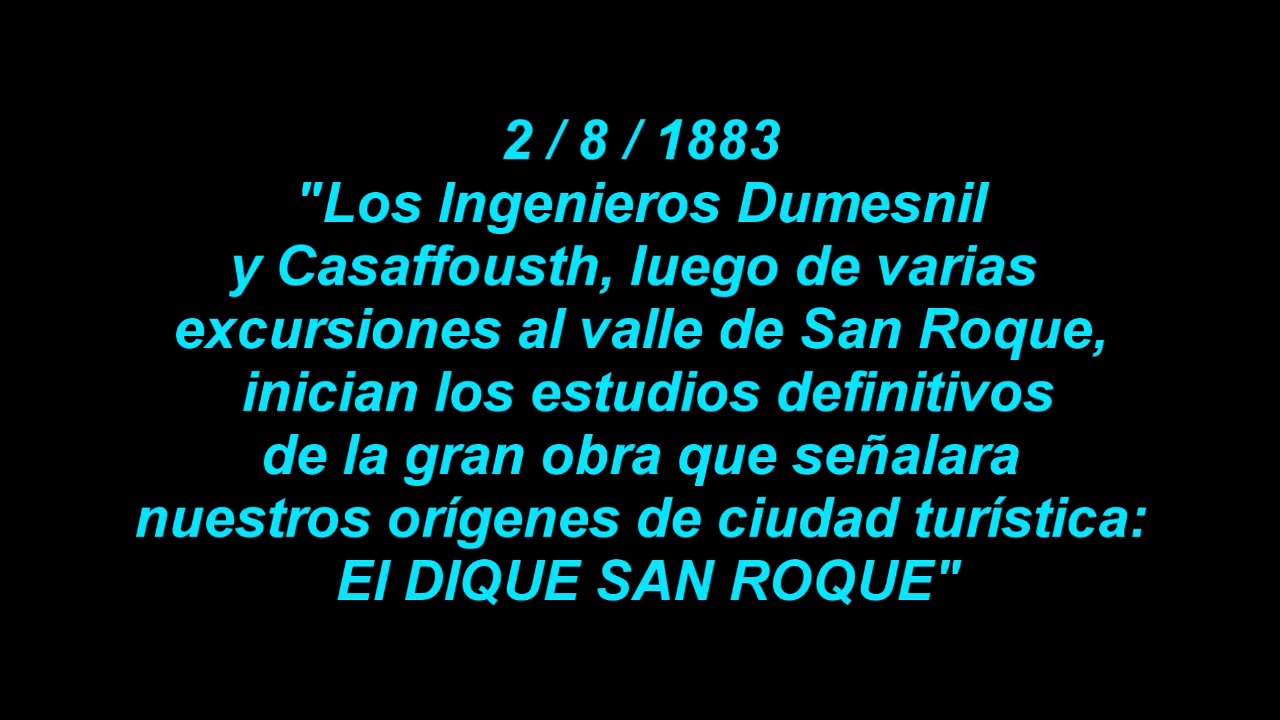 2 / 8 / 1883
"Los Ingenieros Dumesnil
y Casaffousth, luego de varias
excursiones al valle de San Roque,
inician los estudios definitivos
de la gran obra que señalara
nuestros orígenes de ciudad turística:
El DIQUE SAN ROQUE"